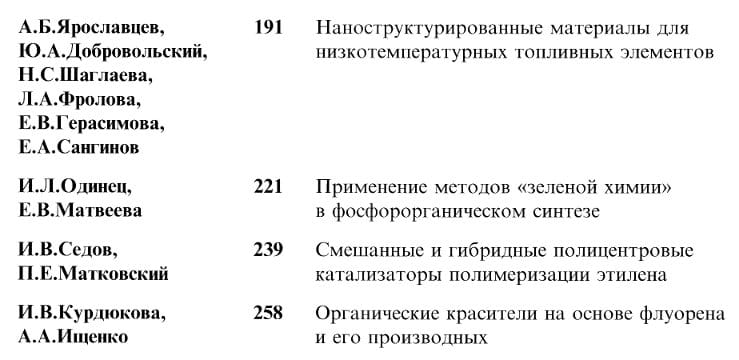 А.Б.Ярославцев, 191 Наноструктурированные материалы для
Ю.А.Добровольский, низкотемпературных топливных элементов
Н.С.Шаглаева,
Л.А.Фролова,
Е.В.Герасимова,
Е.А.Сангинов
И.Л.Одинец, 221 Применение методов «зеленой химии»
Е.В.Матвеева в фосфорорганическом синтезе
И.В.Седов, 239 Смешанные и гибридные полицентровые
П.Е.Матковский катализаторы полимеризации этилена
И.В.Курдюкова, 258 Органические красители на основе флуорена
А.А.Ищенко и его производных